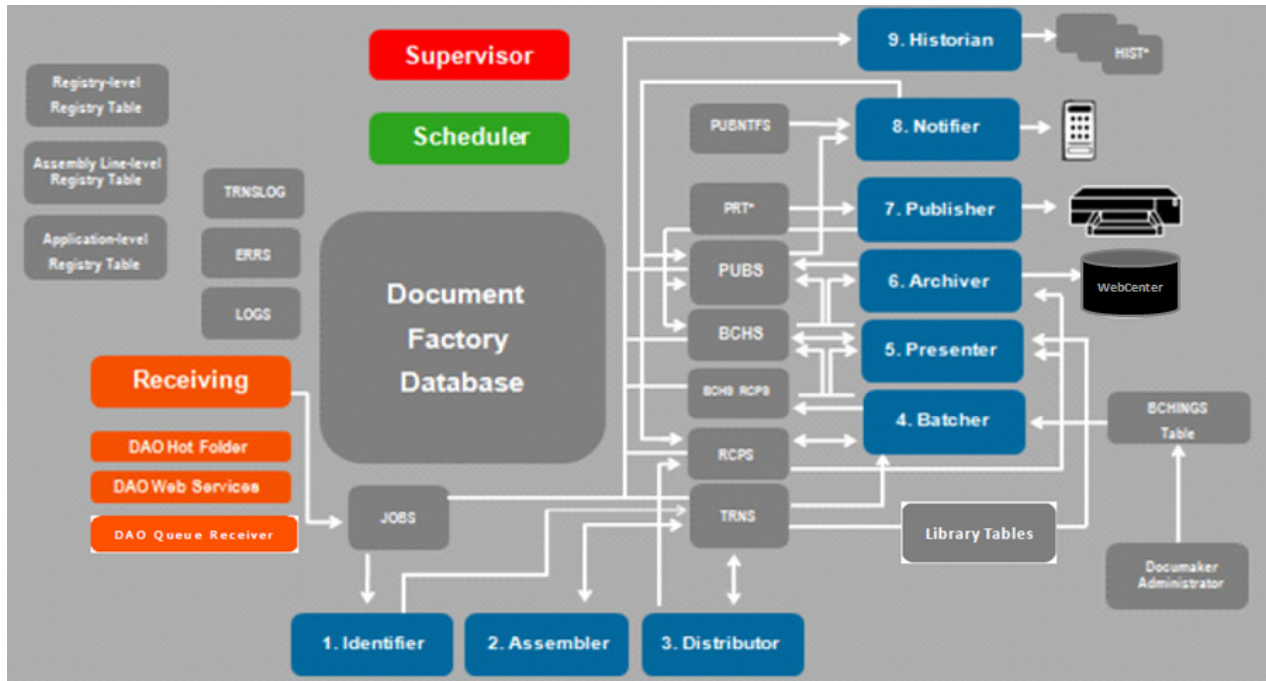 Supervisor
Scheduler
Registry-level
Registry Table
Assembly Line-level
Registry Table
Application-level
Registry Table
TRNSLOG
ERRS
LOGS
Document
Factory
Database
Receiving
DAO Hot Folder
DAO Web Services
DAO Queue Receiver
JOBS
1. Identifier
2. Assembler
3. Distributor
PUBNTFS
PRT*
PUBS
BCHS
BCHS RCPS
RCPS
TRNS
9. Historian
HIST*
8. Notifier
7. Publisher
6. Archiver
WebCenter
5. Presenter
4. Batcher
BCHINGS
Table
Library Tables
Documaker
Administrator